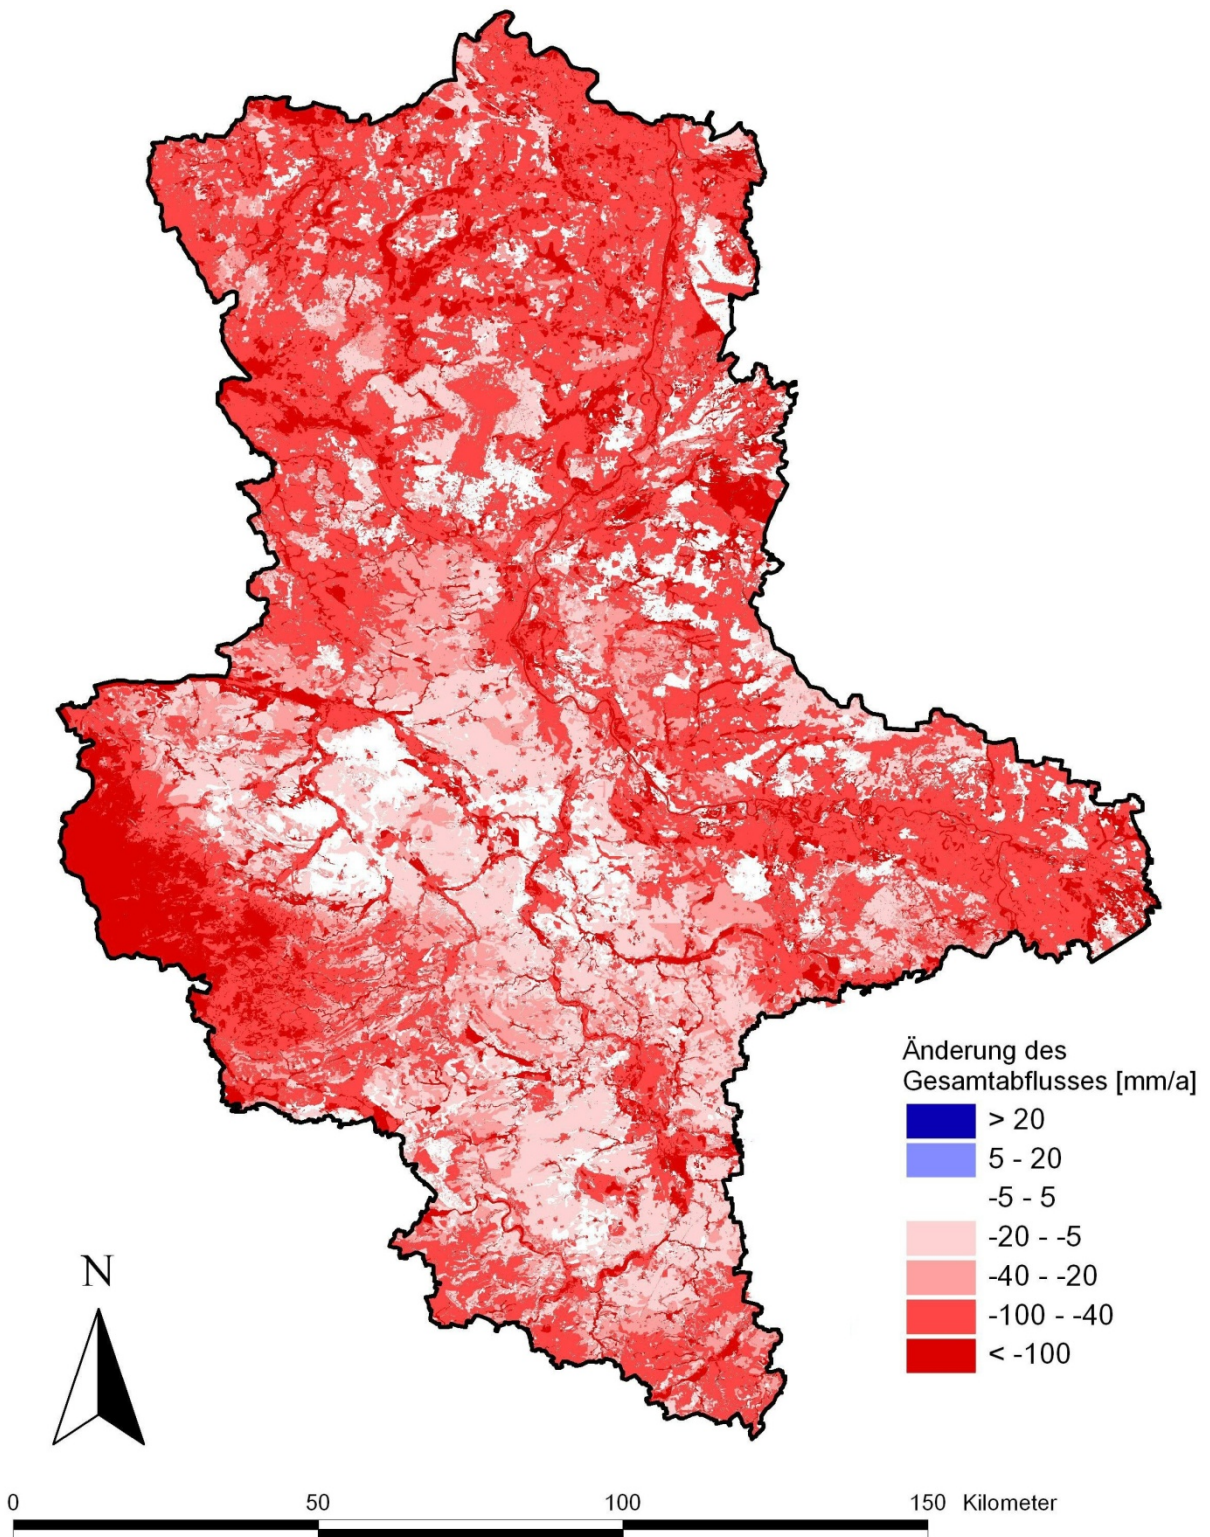 Änderung des
Gesamtabflusses [mm/a]
> 20
5 - 20
-5 - 5
-20 - -5
-40 - -20
-100 - -40
< -100
N
0 50 100 150 Kilometer